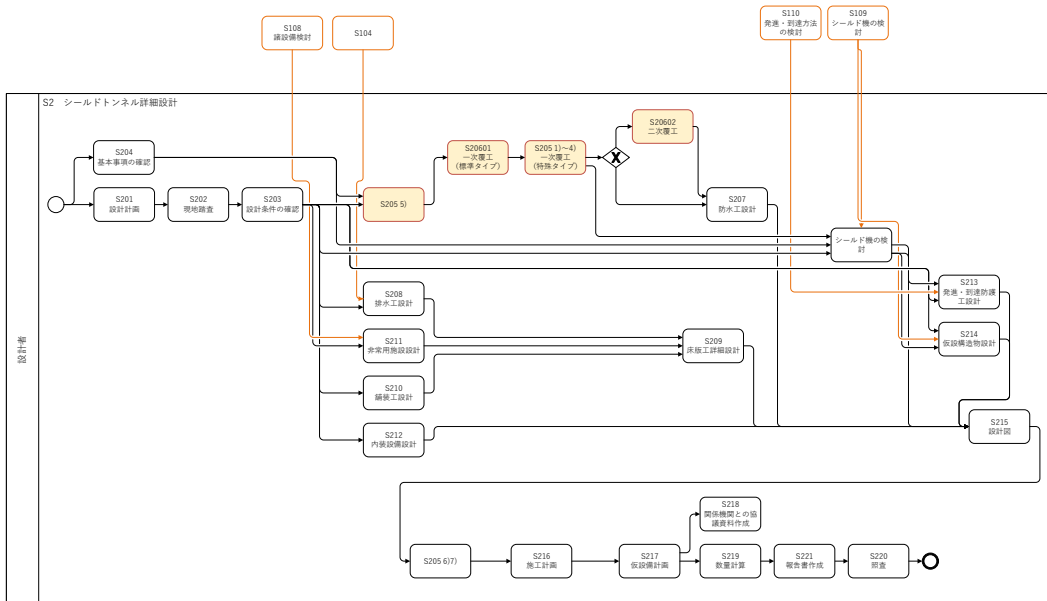 S108
諸設備検討
S104
S110
発進・到達方法
の検討
S109
シールド機の検
討
S2 シールドトンネル詳細設計
設計者
S204
基本事項の確認
S201
設計計画
S202
現地踏査
S203
設計条件の確認
S205 5)
S20601
一次覆工
(標準タイプ)
S205 1)～4)
一次覆工
(特殊タイプ)
X
S20602
二次覆工
S207
防水工設計
シールド機の検
討
S208
排水工設計
S211
非常用施設設計
S210
舗装工設計
S212
内装設備設計
S209
床版工詳細設計
S213
発進・到達防護
工設計
S214
仮設構造物設計
S215
設計図
S205 6)7)
S216
施工計画
S217
仮設備計画
S218
関係機関との協
議資料作成
S219
数量計算
S221
報告書作成
S220
照査